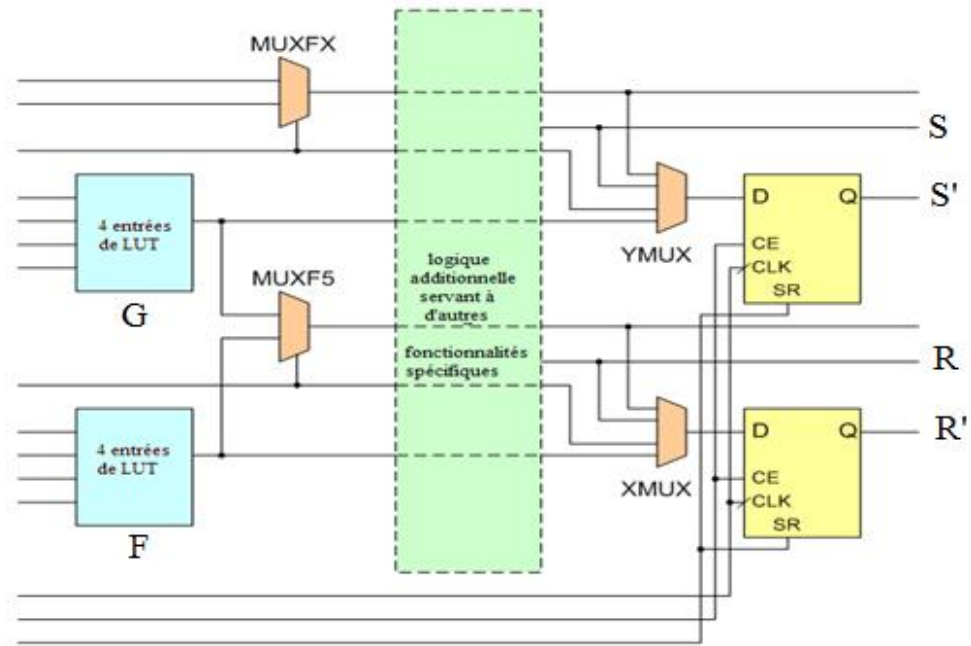 MUXFX
S
4 entrées
de LUT
D
Q
S'
CE
YMUX
CLK
SR
logique
additionnelle
servant à
d'autres
MUXF5
G
fonctionnalités
spécifiques
R
4 entrées
de LUT
D
Q
R'
XMUX
CE
CLK
SR
F